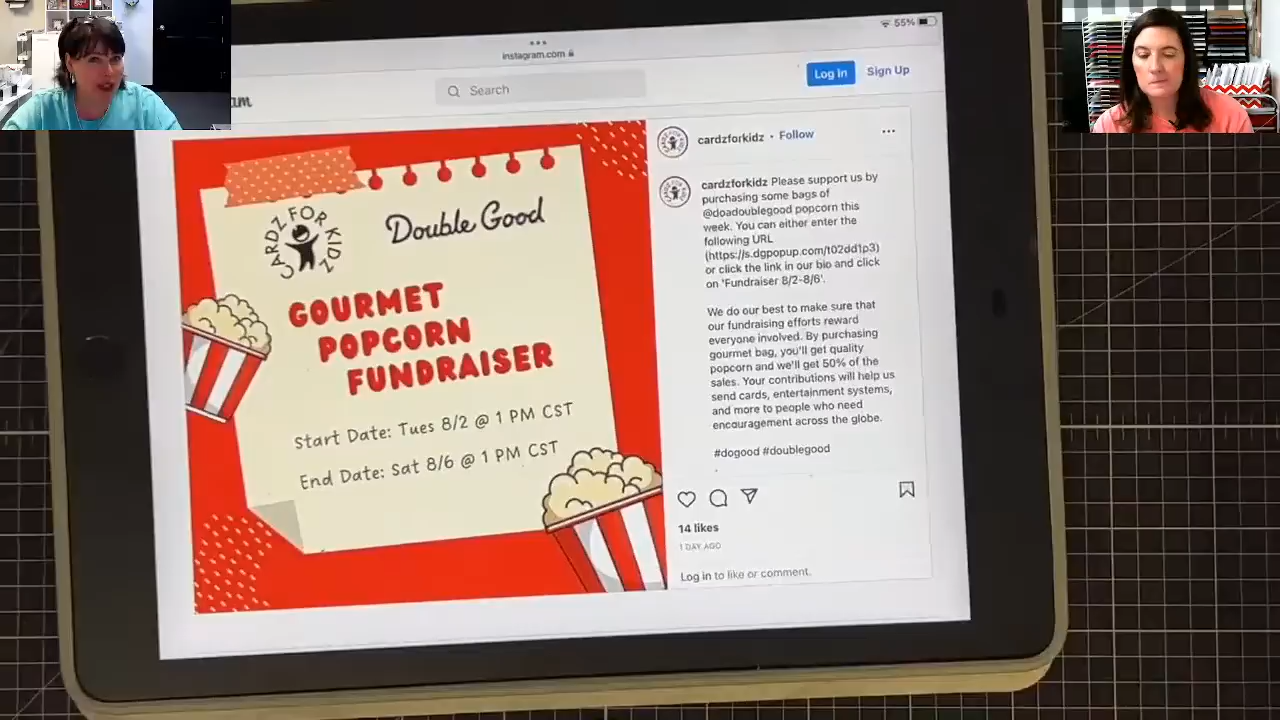 55%
instagram.com
am
Search
Log In
Sign Up
CARDZ FOR KIDZ
Double Good
GOURMET
POPCORN
FUNDRAISER
Start Date: Tues 8/2 @ 1 PM CST
End Date: Sat 8/6 @ 1 PM CST
cardzforkidz • Follow
cardzforkidz Please support us by
purchasing some bags of
@doadoublegood popcorn this
week. You can either enter the
following URL
(https://s.dgpopup.com/t02dd1p3)
or click the link in our bio and click
on 'Fundraiser 8/2-8/6'.
We do our best to make sure that
our fundraising efforts reward
everyone involved. By purchasing
gourmet bag, you'll get quality
popcorn and we'll get 50% of the
sales. Your contributions will help us
send cards, entertainment systems,
and more to people who need
encouragement across the globe.
#dogood #doublegood
14 likes
1 DAY AGO
Log in to like or comment.